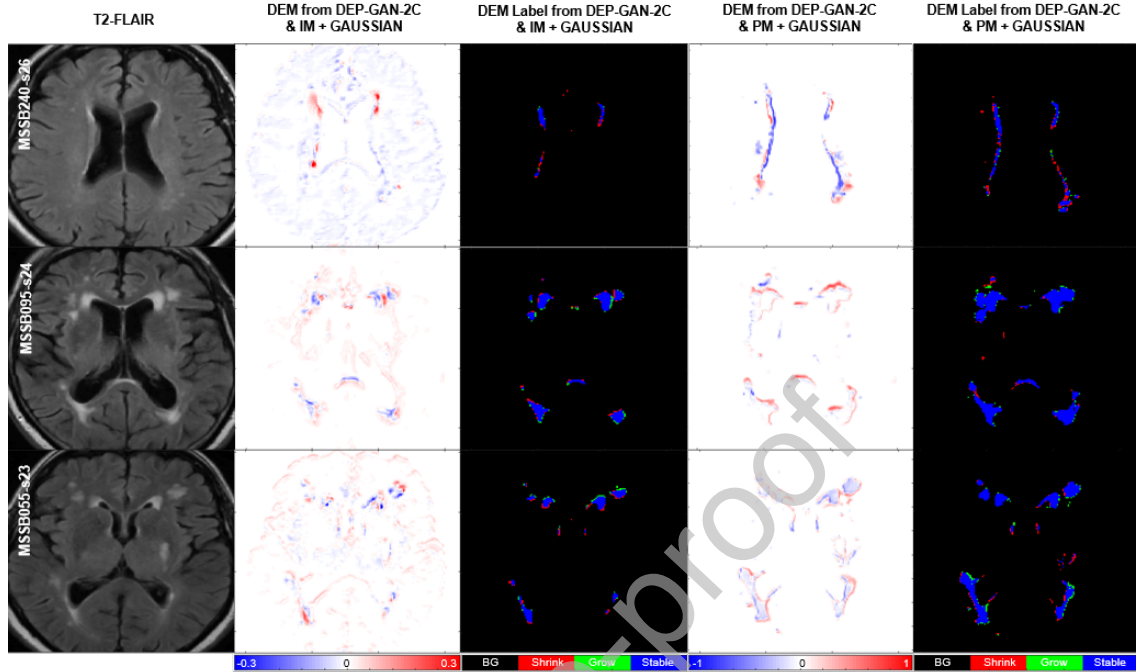 T2-FLAIR
DEM from DEP-GAN-2C
& IM + GAUSSIAN
DEM Label from DEP-GAN-2C
& IM + GAUSSIAN
DEM from DEP-GAN-2C
& PM + GAUSSIAN
DEM Label from DEP-GAN-2C
& PM + GAUSSIAN
MSSB240-s26
MSSB095-s24
MSSB055-s23
-0.3 0 0.3
BG Shrink Grow Stable
-1 0 1
BG Shrink Grow Stable
r-proof